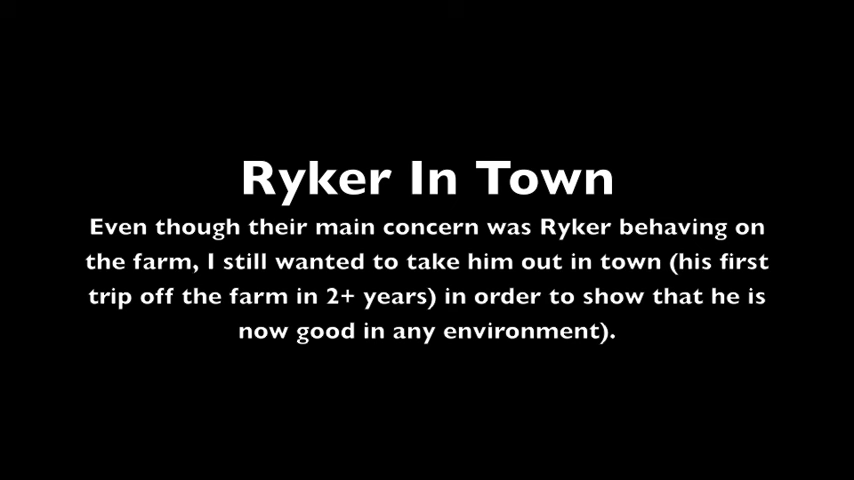 Ryker In Town
Even though their main concern was Ryker behaving on
the farm, I still wanted to take him out in town (his first
trip off the farm in 2+ years) in order to show that he is
now good in any environment).